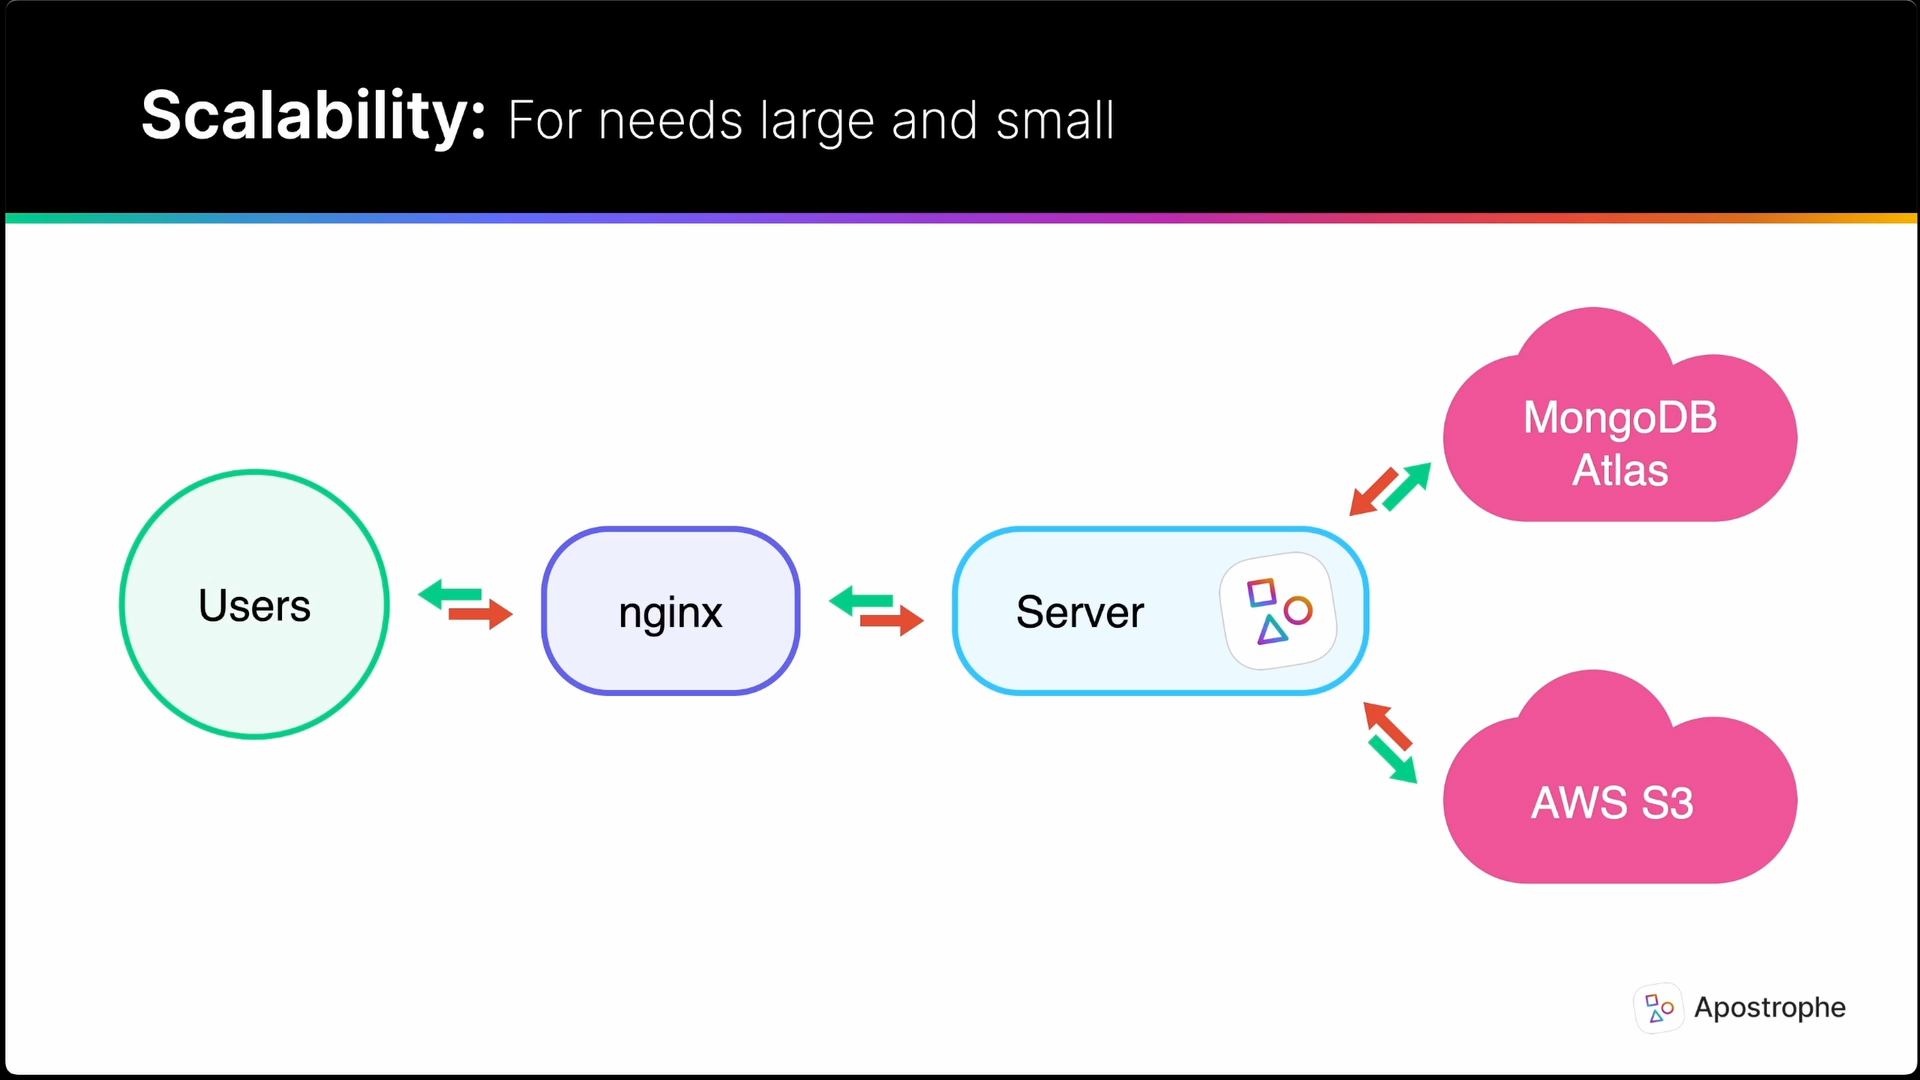 Scalability: For needs large and small
MongoDB
Atlas
Users
nginx
Server
AWS S3
Apostrophe